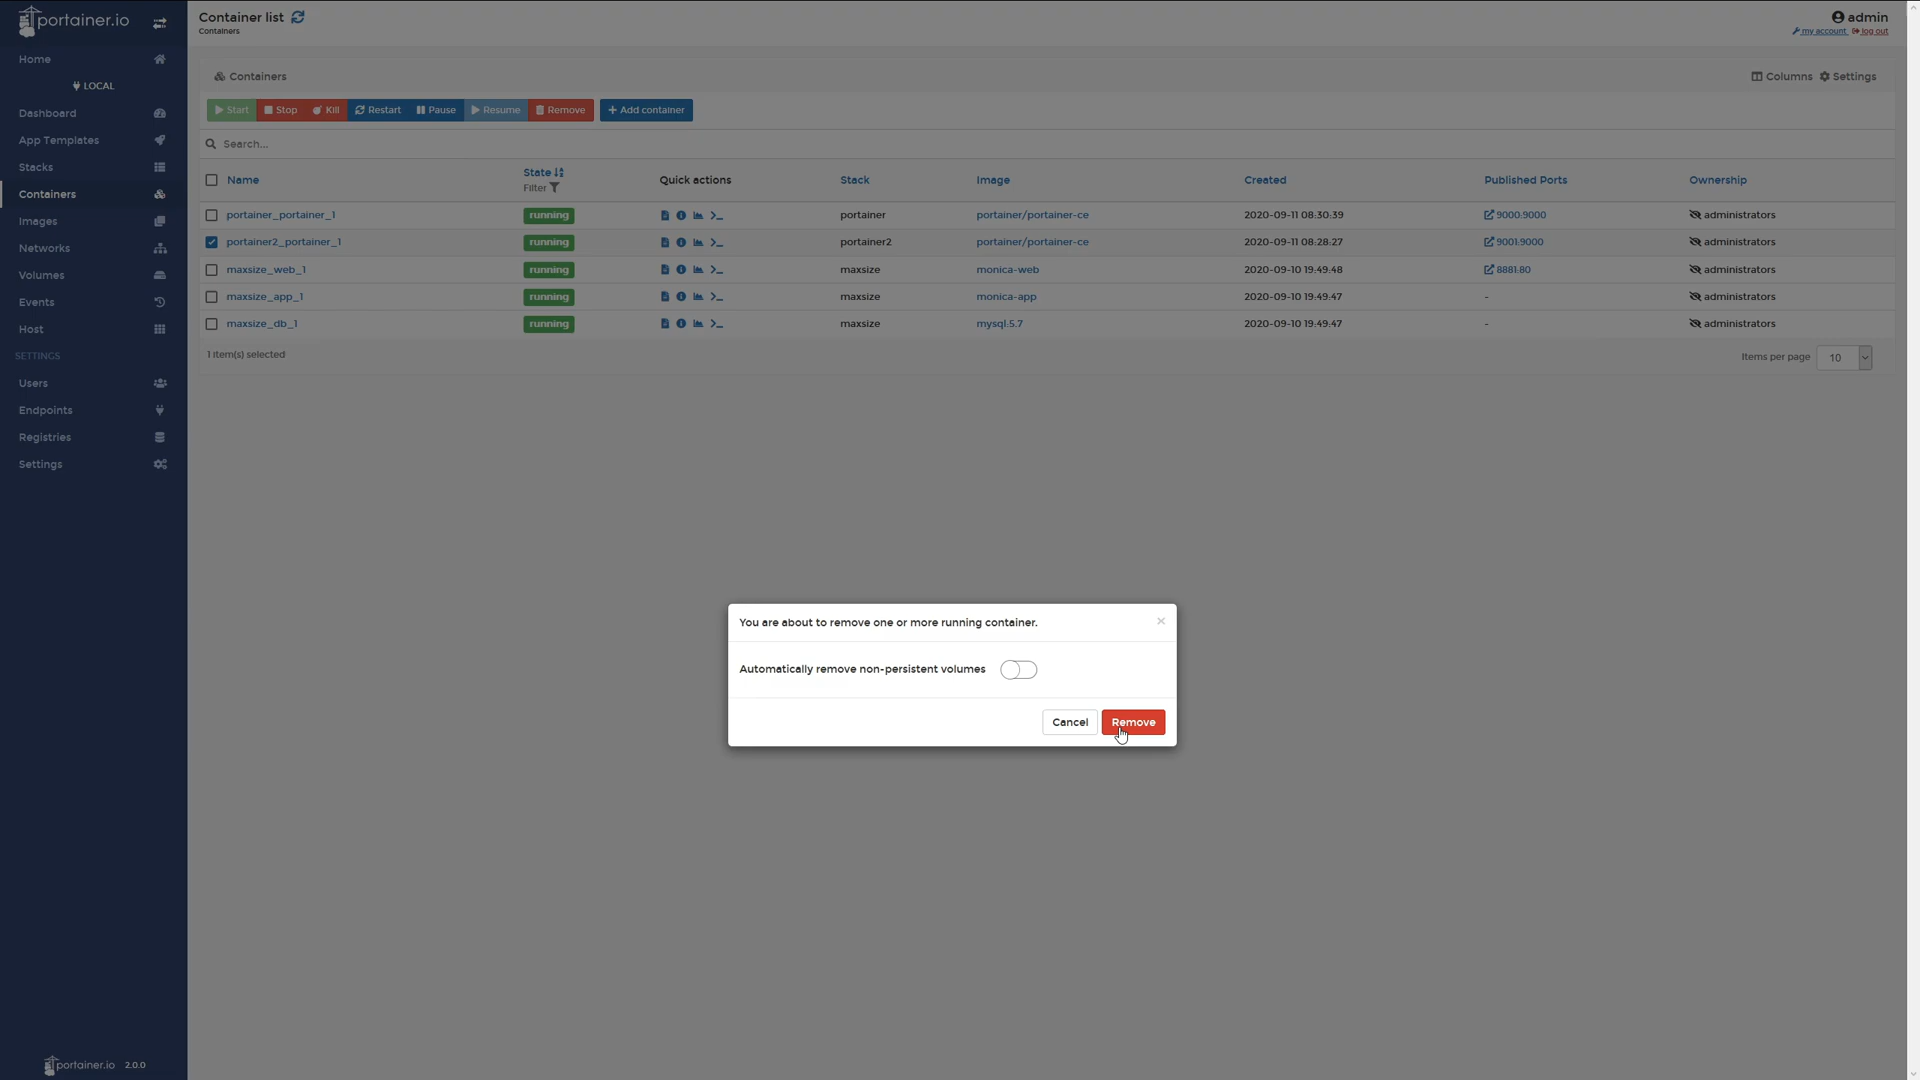 portainer.io
Container list
Containers
admin
my account log out
Home
LOCAL
Dashboard
App Templates
Stacks
Containers
Images
Networks
Volumes
Events
Host
SETTINGS
Users
Endpoints
Registries
Settings
portainer.io 2.0.0
Containers
Columns Settings
Start Stop Kill Restart Pause Resume Remove Add container
Search...
Name State Filter Quick actions Stack Image Created Published Ports Ownership
portainer_portainer_1 running portainer portainer/portainer-ce 2020-09-11 08:30:39 9000:9000 administrators
portainer2_portainer_1 running portainer2 portainer/portainer-ce 2020-09-11 08:28:27 9001:9000 administrators
maxsize_web_1 running maxsize monica-web 2020-09-10 19:49:48 8881:80 administrators
maxsize_app_1 running maxsize monica-app 2020-09-10 19:49:47 - administrators
maxsize_db_1 running maxsize mysql:5.7 2020-09-10 19:49:47 - administrators
1 item(s) selected
Items per page 10
You are about to remove one or more running container. ×
Automatically remove non-persistent volumes
Cancel Remove